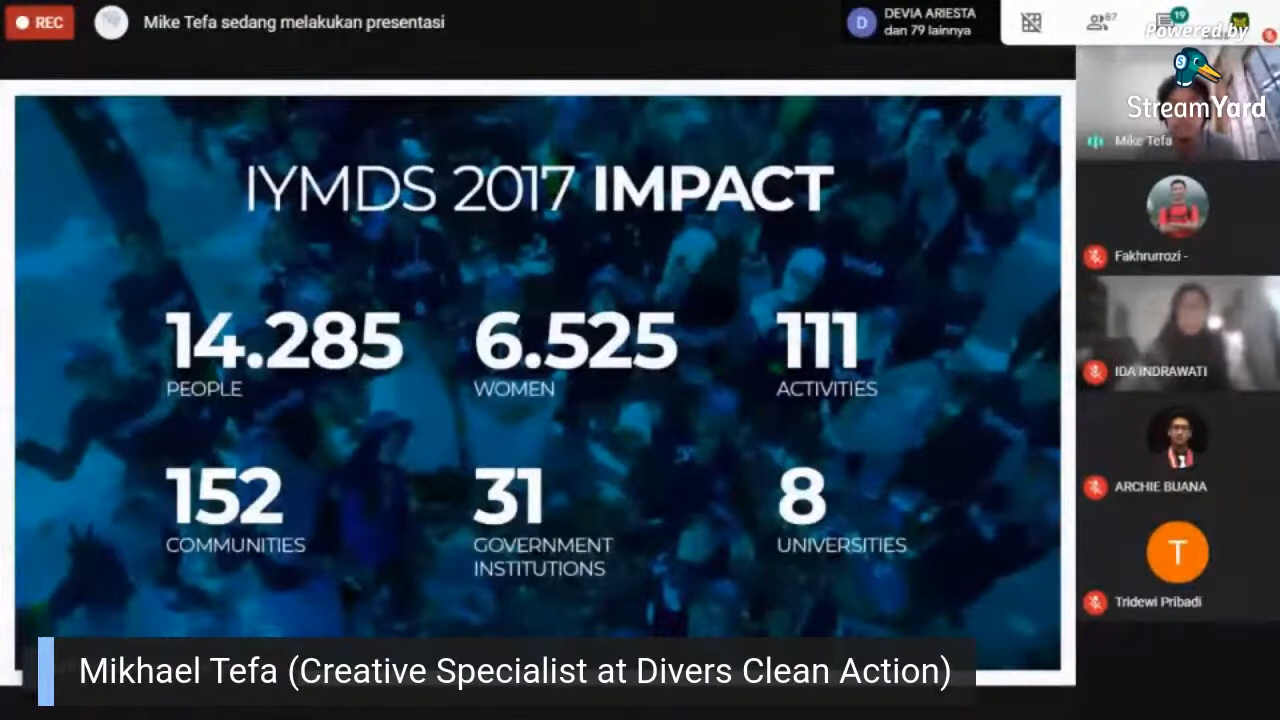 REC
Mike Tefa sedang melakukan presentasi
D
DEVIA ARIESTA
dan 79 lainnya
87
19
Powered by
StreamYard
Mike Tefa
IYMDS 2017 IMPACT
14.285
PEOPLE
6.525
WOMEN
111
ACTIVITIES
152
COMMUNITIES
31
GOVERNMENT
INSTITUTIONS
8
UNIVERSITIES
Fakhrurrozi -
IDA INDRAWATI
ARCHIE BUANA
T
Tridewi Pribadi
Mikhael Tefa (Creative Specialist at Divers Clean Action)